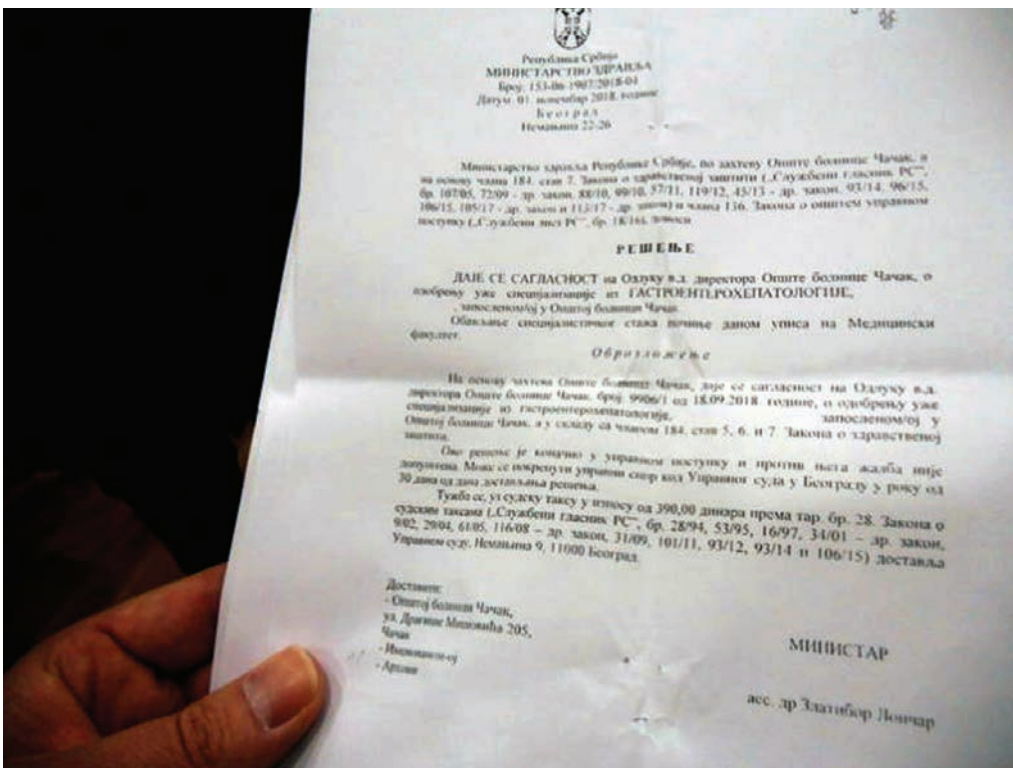 Република Србија
МИНИСТАРСТВО ЗДРАВЉА
Број: 153-06-1907/2018-04
Датум: 01. новембар 2018. године
Београд
Немањина 22-26
Министарство здравља Републике Србије, по захтеву Опште болнице Чачак, а
на основу члана 184. став 7. Закона о здравственој заштити („Службени гласник РС“,
бр. 107/05, 72/09 - др. закон, 88/10, 99/10, 57/11, 119/12, 45/13 - др. закон, 93/14, 96/15,
106/15, 105/17 - др. закон и 113/17 - др. закон) и члана 136. Закона о општем управном
поступку („Службени лист РС“, бр. 18/16), доноси
РЕШЕЊЕ
ДАЈЕ СЕ САГЛАСНОСТ на Одлуку в.д. директора Опште болнице Чачак, о
одобрењу уже специјализације из ГАСТРОЕНТЕРОХЕПАТОЛОГИЈЕ,
, запосленом/ој у Општој болници Чачак.
Обављање специјалистичког стажа почиње даном уписа на Медицински
факултет.
Образложење
На основу захтева Опште болнице Чачак, даје се сагласност на Одлуку в.д.
директора Опште болнице Чачак, број: 9906/1 од 18.09.2018. године, о одобрењу уже
специјализације из гастроентерохепатологије, запосленом/ој у
Општој болници Чачак, а у складу са чланом 184. став 5, 6. и 7. Закона о здравственој
заштити.
Ово решење је коначно у управном поступку и против њега жалба није
допуштена. Може се покренути управни спор код Управног суда у Београду у року од
30 дана од дана достављања решења.
Тужба се, уз судску таксу у износу од 390,00 динара према тар. бр. 28. Закона о
судским таксама („Службени гласник РС“, бр. 28/94, 53/95, 16/97, 34/01 – др. закон,
9/02, 29/04, 61/05, 116/08 – др. закон, 31/09, 101/11, 93/12, 93/14 и 106/15) доставља
Управном суду, Немањина 9, 11000 Београд.
Доставити:
- Општој болници Чачак,
ул. Драгише Мишовића 205,
Чачак
- Именованом-ој
- Архиви
МИНИСТАР
асс. др Златибор Лончар